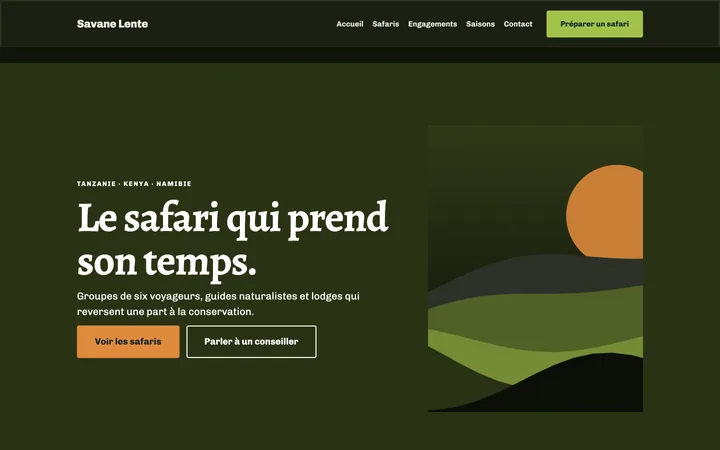 Savane Lente
Accueil Safaris Engagements Saisons Contact Préparer un safari
TANZANIE · KENYA · NAMIBIE
Le safari qui prend
son temps.
Groupes de six voyageurs, guides naturalistes et lodges qui
reversent une part à la conservation.
Voir les safaris Parler à un conseiller